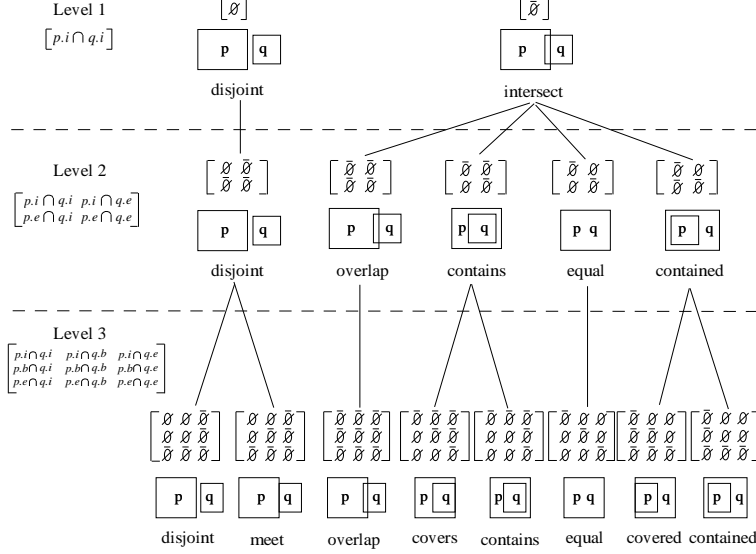 Level 1
[∅] [∅̄]
[p.i ∩ q.i]
p q p q
disjoint intersect
Level 2
p.i ∩ q.i p.i ∩ q.e
p.e ∩ q.i p.e ∩ q.e
p q p q p q p q p q
disjoint overlap contains equal contained
Level 3
p.i ∩ q.i p.i ∩ q.b p.i ∩ q.e
p.b ∩ q.i p.b ∩ q.b p.b ∩ q.e
p.e ∩ q.i p.e ∩ q.b p.e ∩ q.e
p q p q p q p q p q p q p q p q
disjoint meet overlap covers contains equal covered contained